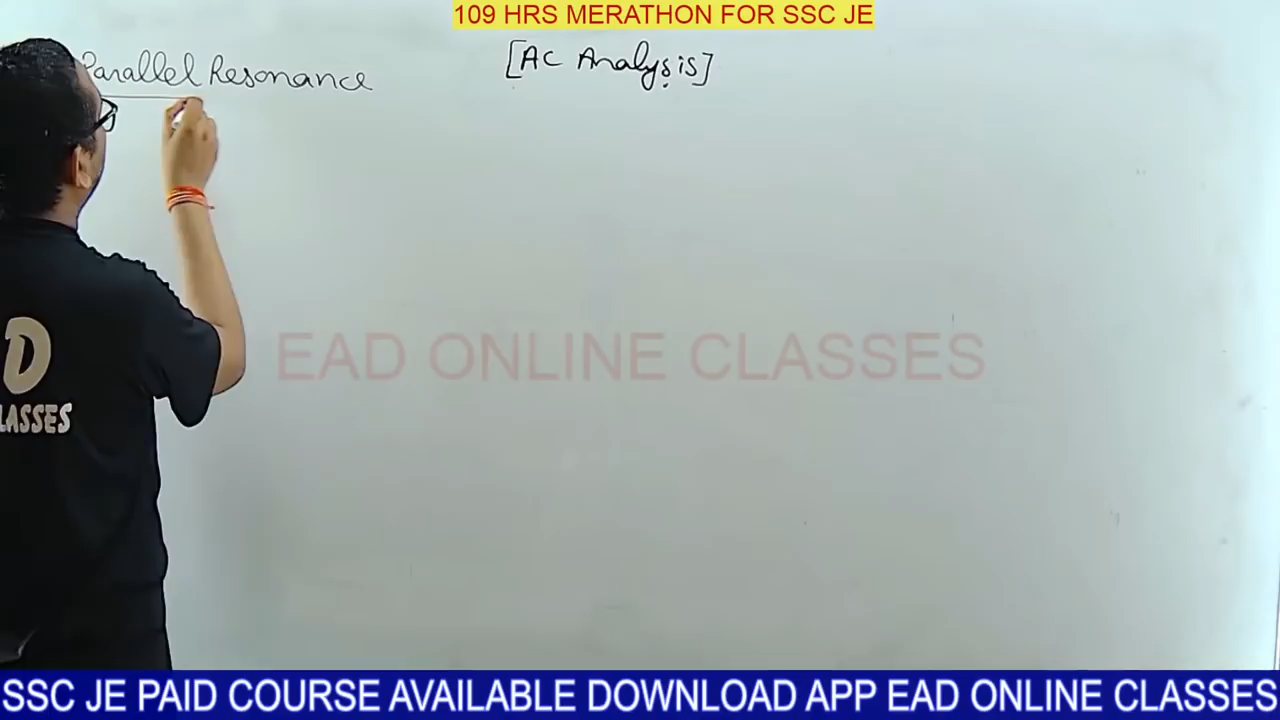 109 HRS MERATHON FOR SSC JE
Parallel Resonance [AC Analysis]
EAD ONLINE CLASSES
D
LASSES
SSC JE PAID COURSE AVAILABLE DOWNLOAD APP EAD ONLINE CLASSES